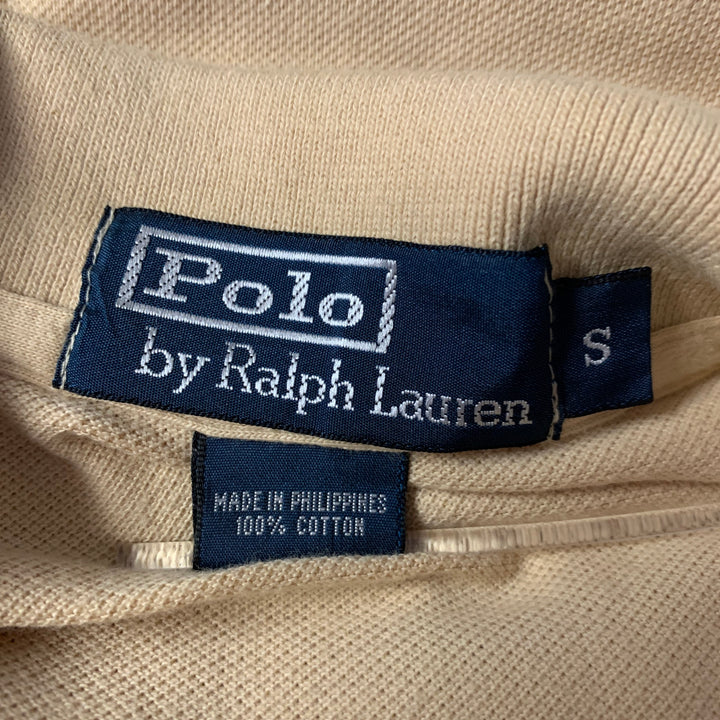 Polo
by Ralph Lauren
S
MADE IN PHILIPPINES
100% COTTON